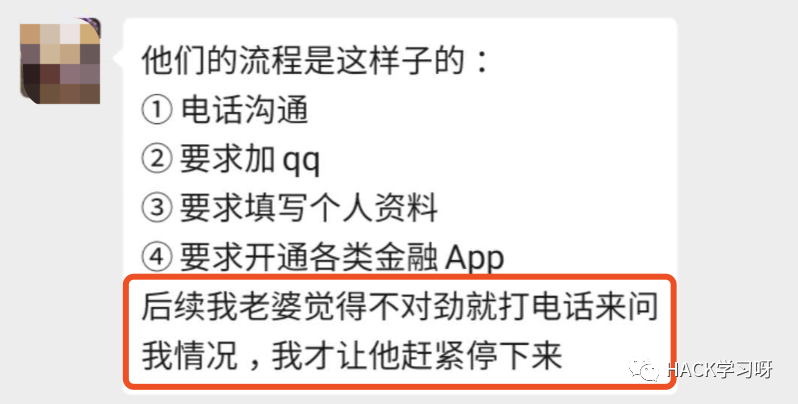 他们的流程是这样子的：
① 电话沟通
② 要求加 qq
③ 要求填写个人资料
④ 要求开通各类金融 App
后续我老婆觉得不对劲就打电话来问
我情况，我才让他赶紧停下来
HACK学习呀